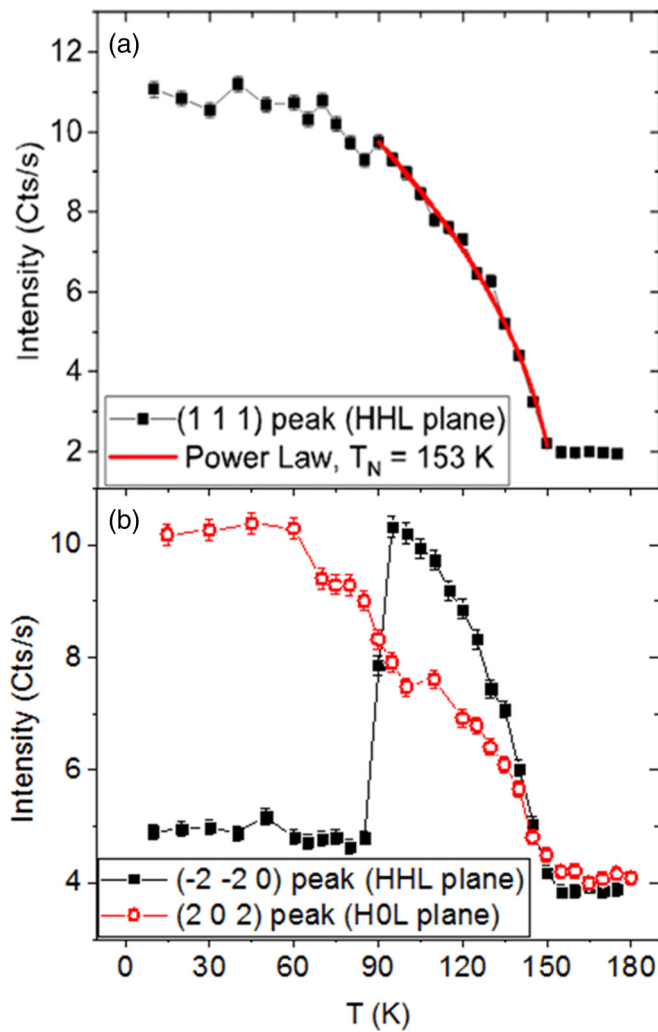 (a)
12
10
8
6
4
2
Intensity (Cts/s)
(1 1 1) peak (HHL plane)
Power Law, T_N = 153 K
(b)
10
8
6
4
Intensity (Cts/s)
(-2 -2 0) peak (HHL plane)
(2 0 2) peak (H0L plane)
0 30 60 90 120 150 180
T (K)